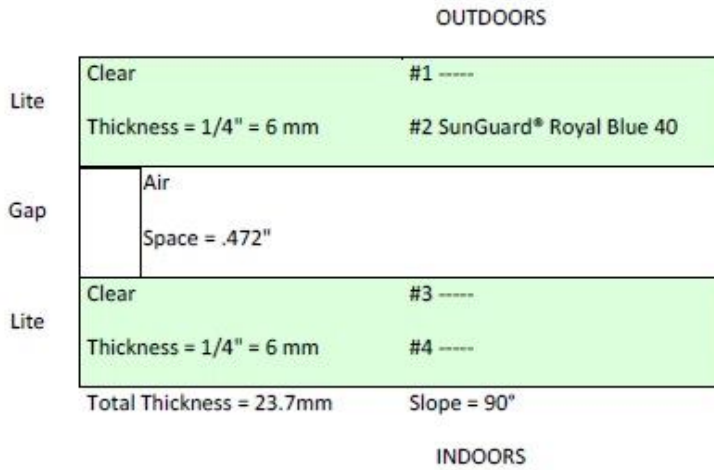 OUTDOORS
Clear #1 -----
Lite
Thickness = 1/4" = 6 mm #2 SunGuard® Royal Blue 40
Air
Gap
Space = .472"
Clear #3 -----
Lite
Thickness = 1/4" = 6 mm #4 -----
Total Thickness = 23.7mm Slope = 90°
INDOORS